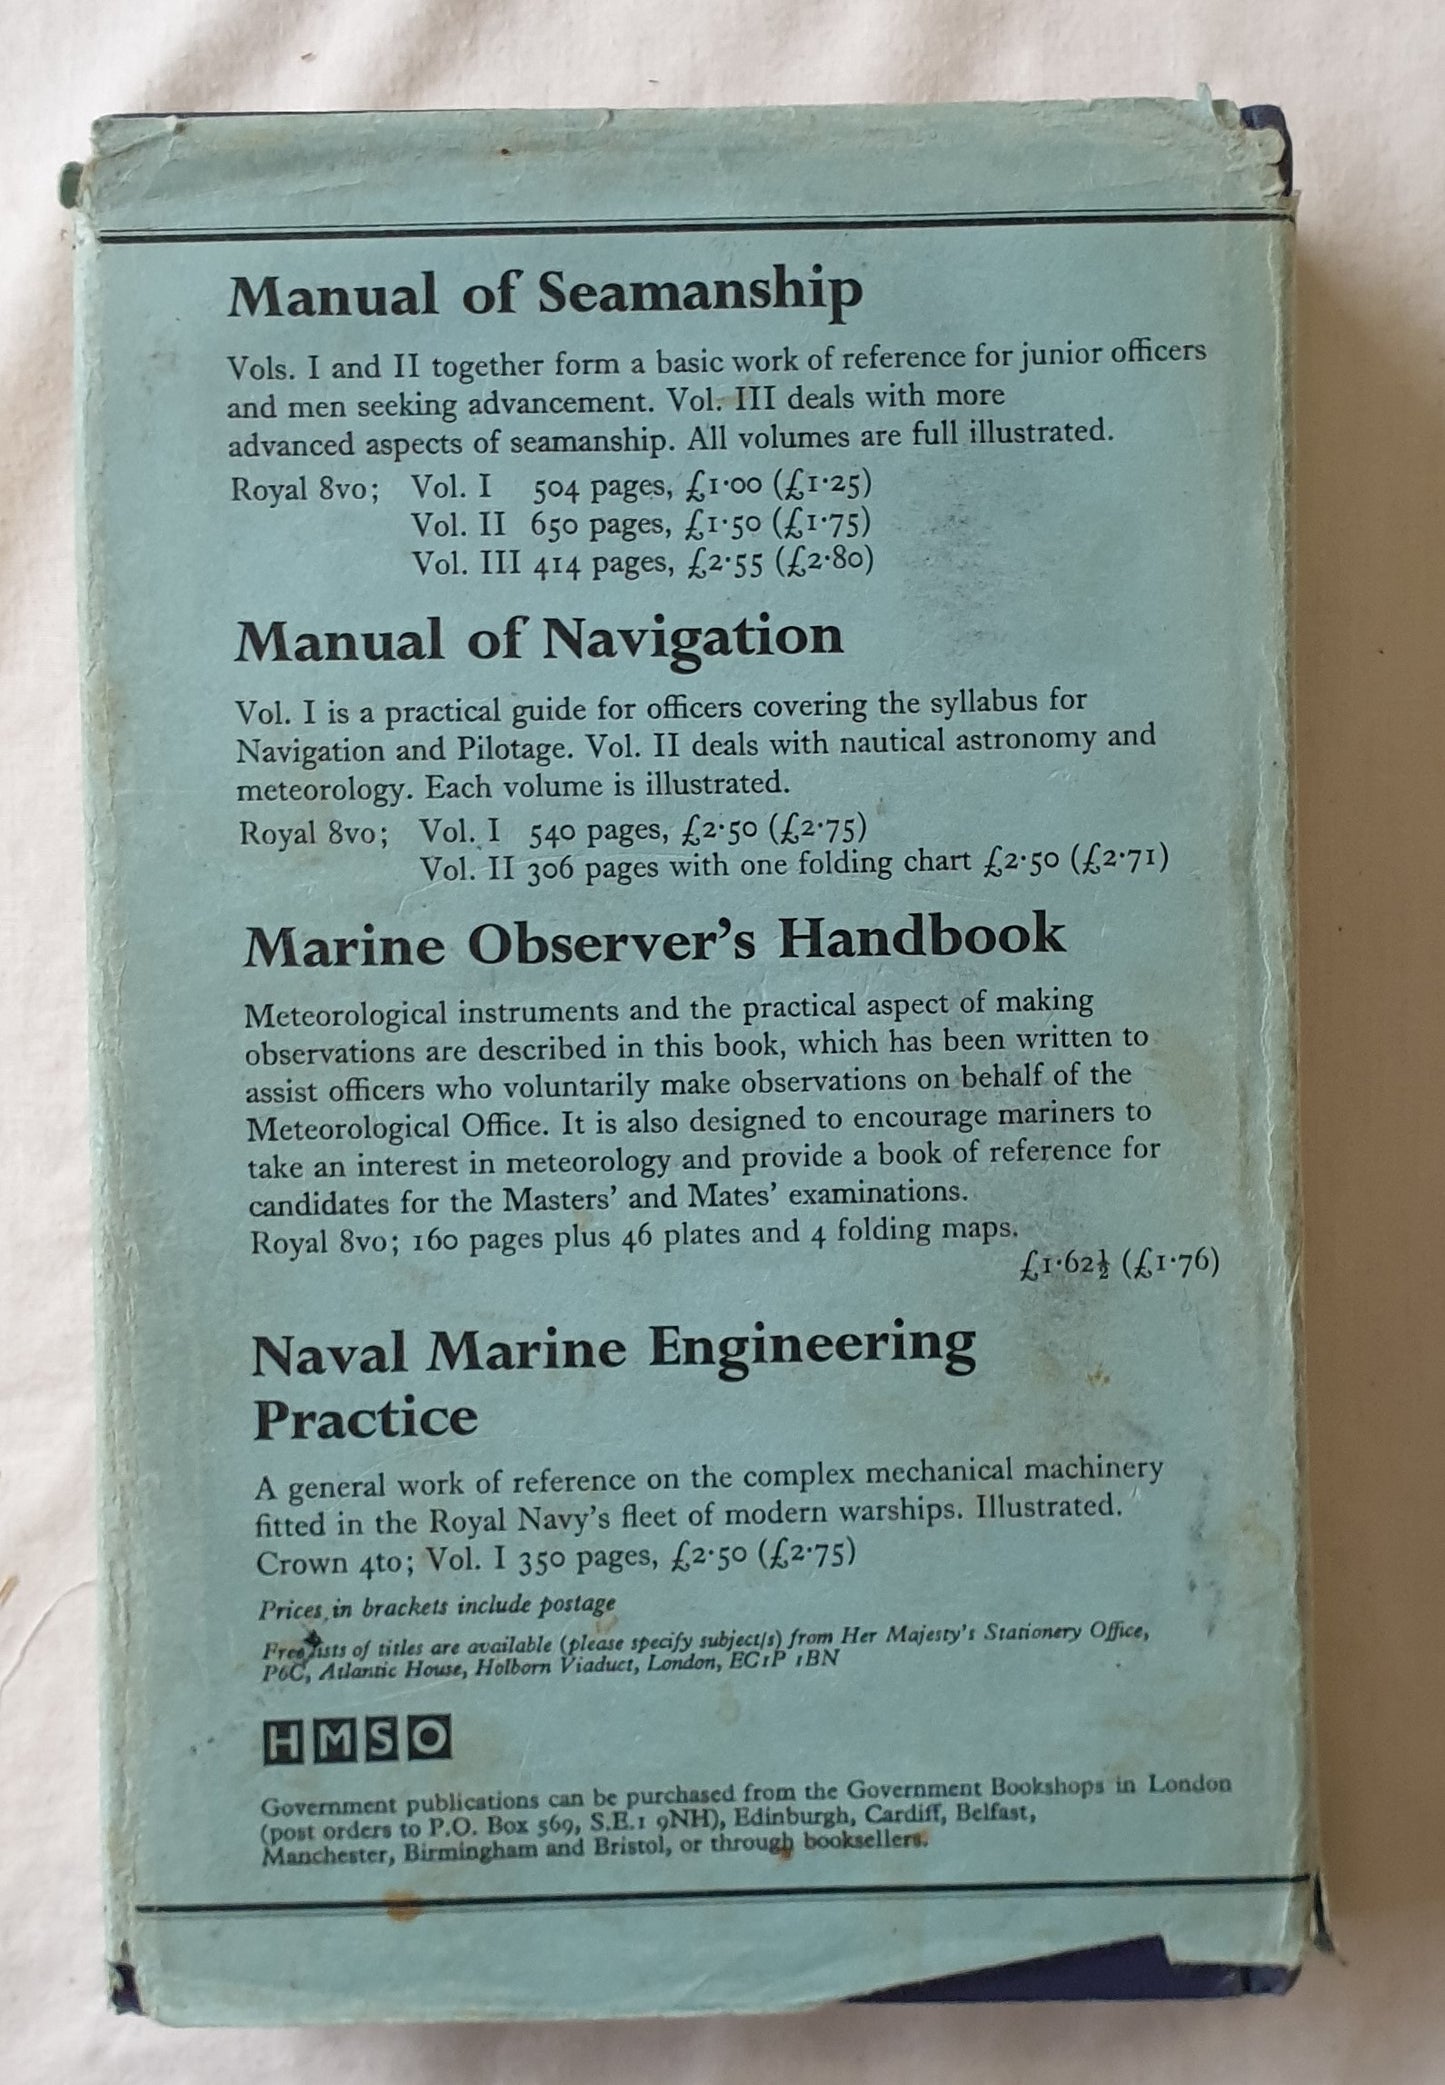 Manual of Seamanship
Vols. I and II together form a basic work of reference for junior officers
and men seeking advancement. Vol. III deals with more
advanced aspects of seamanship. All volumes are full illustrated.
Royal 8vo; Vol. I 504 pages, £1·00 (£1·25)
Vol. II 650 pages, £1·50 (£1·75)
Vol. III 414 pages, £2·55 (£2·80)
Manual of Navigation
Vol. I is a practical guide for officers covering the syllabus for
Navigation and Pilotage. Vol. II deals with nautical astronomy and
meteorology. Each volume is illustrated.
Royal 8vo; Vol. I 540 pages, £2·50 (£2·75)
Vol. II 306 pages with one folding chart £2·50 (£2·71)
Marine Observer's Handbook
Meteorological instruments and the practical aspect of making
observations are described in this book, which has been written to
assist officers who voluntarily make observations on behalf of the
Meteorological Office. It is also designed to encourage mariners to
take an interest in meteorology and provide a book of reference for
candidates for the Masters' and Mates' examinations.
Royal 8vo; 160 pages plus 46 plates and 4 folding maps.
£1·62½ (£1·76)
Naval Marine Engineering
Practice
A general work of reference on the complex mechanical machinery
fitted in the Royal Navy's fleet of modern warships. Illustrated.
Crown 4to; Vol. I 350 pages, £2·50 (£2·75)
Prices in brackets include postage
Free lists of titles are available (please specify subject/s) from Her Majesty's Stationery Office,
P6C, Atlantic House, Holborn Viaduct, London, EC1P 1BN
HMSO
Government publications can be purchased from the Government Bookshops in London
(post orders to P.O. Box 569, S.E.1 9NH), Edinburgh, Cardiff, Belfast,
Manchester, Birmingham and Bristol, or through booksellers.